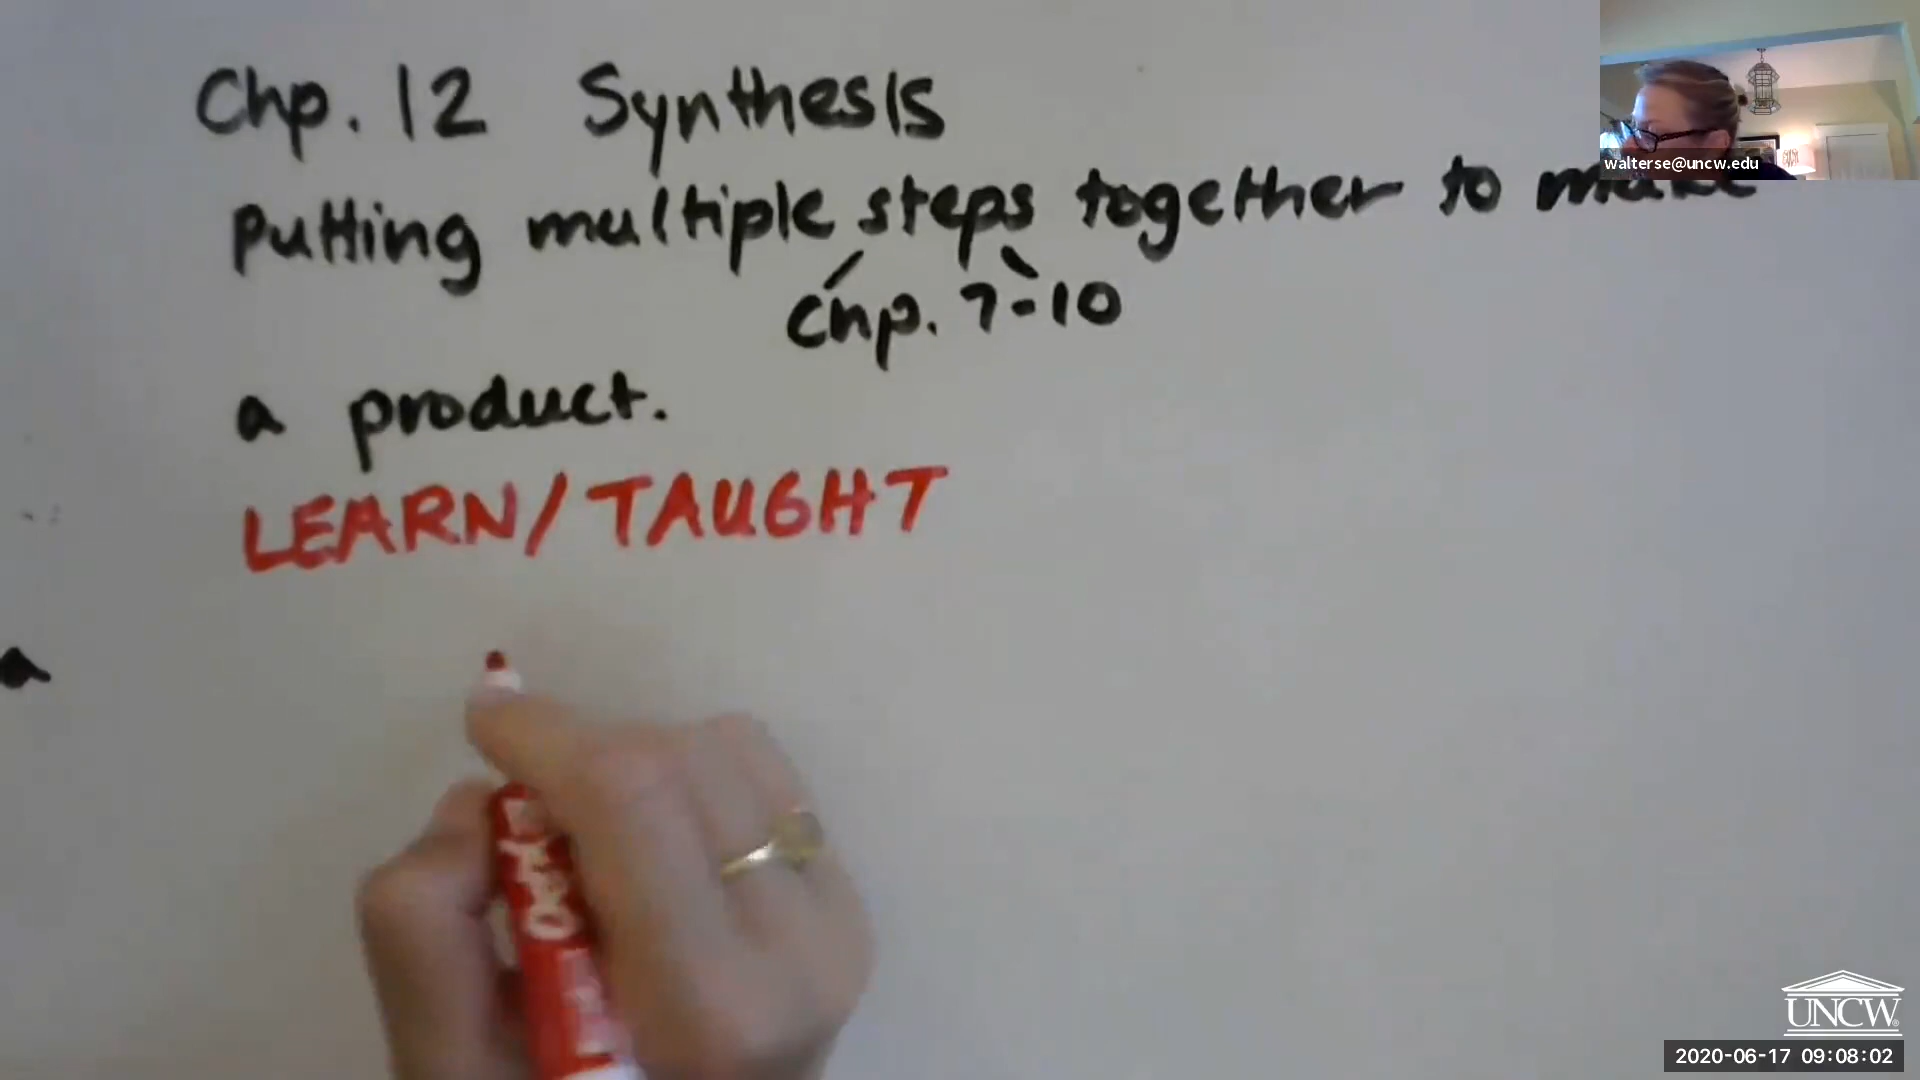 Chp. 12 Synthesis
walterse@uncw.edu
putting multiple steps together to make
Chp. 7-10
a product.
LEARN/TAUGHT
a
EXPO
UNCW
2020-06-17 09:08:02